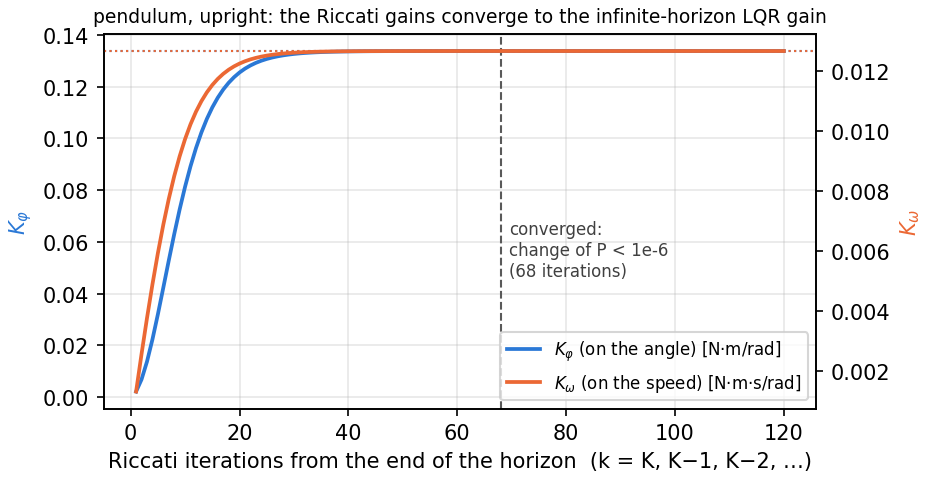 pendulum, upright: the Riccati gains converge to the infinite-horizon LQR gain
0.14
0.12
0.10
0.08
0.06
0.04
0.02
0.00
Kφ
0.012
0.010
0.008
0.006
0.004
0.002
Kω
converged:
change of P < 1e-6
(68 iterations)
Kφ (on the angle) [N·m/rad]
Kω (on the speed) [N·m·s/rad]
0 20 40 60 80 100 120
Riccati iterations from the end of the horizon (k = K, K−1, K−2, ...)